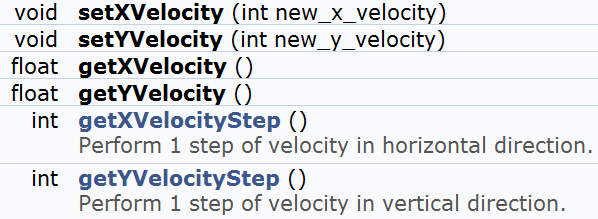 void setXVelocity (int new_x_velocity)
void setYVelocity (int new_y_velocity)
float getXVelocity ()
float getYVelocity ()
int getXVelocityStep ()
Perform 1 step of velocity in horizontal direction.
int getYVelocityStep ()
Perform 1 step of velocity in vertical direction.